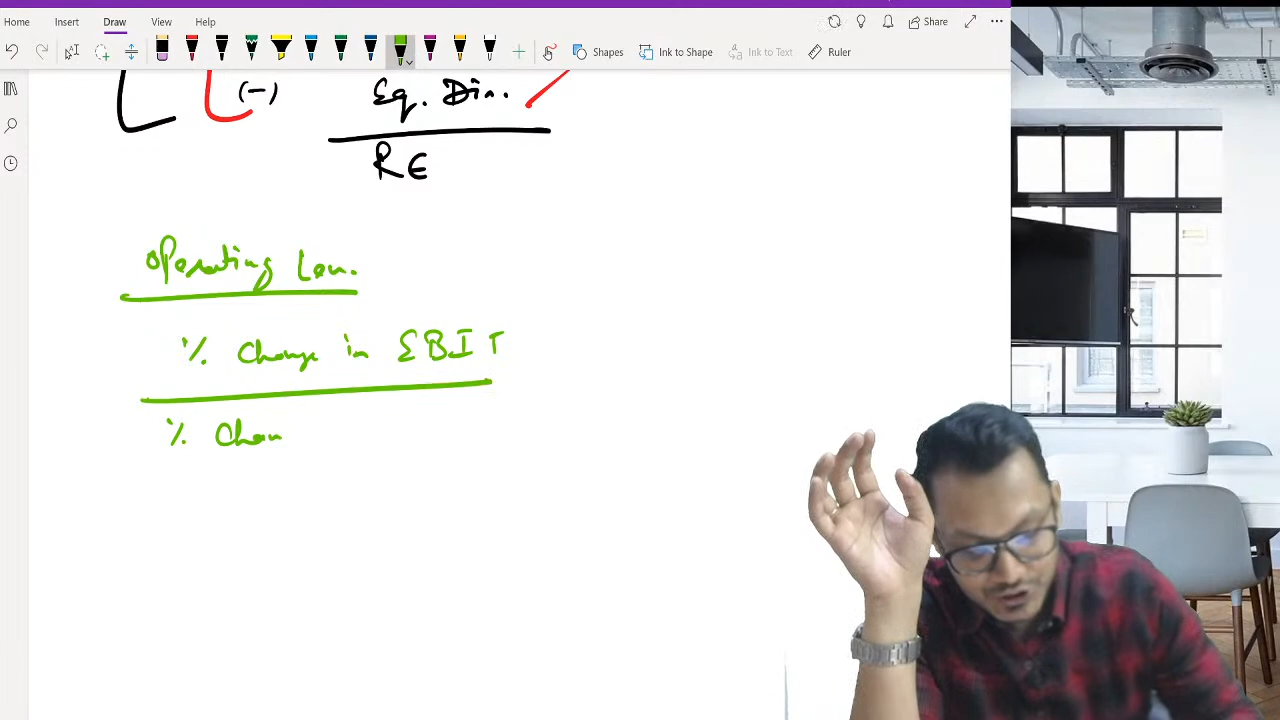 Home Insert Draw View Help Share
Shapes Ink to Shape Ink to Text Ruler
(-) Eq. Div.
RE
Operating Lev.
% Change in EBIT
% Chan